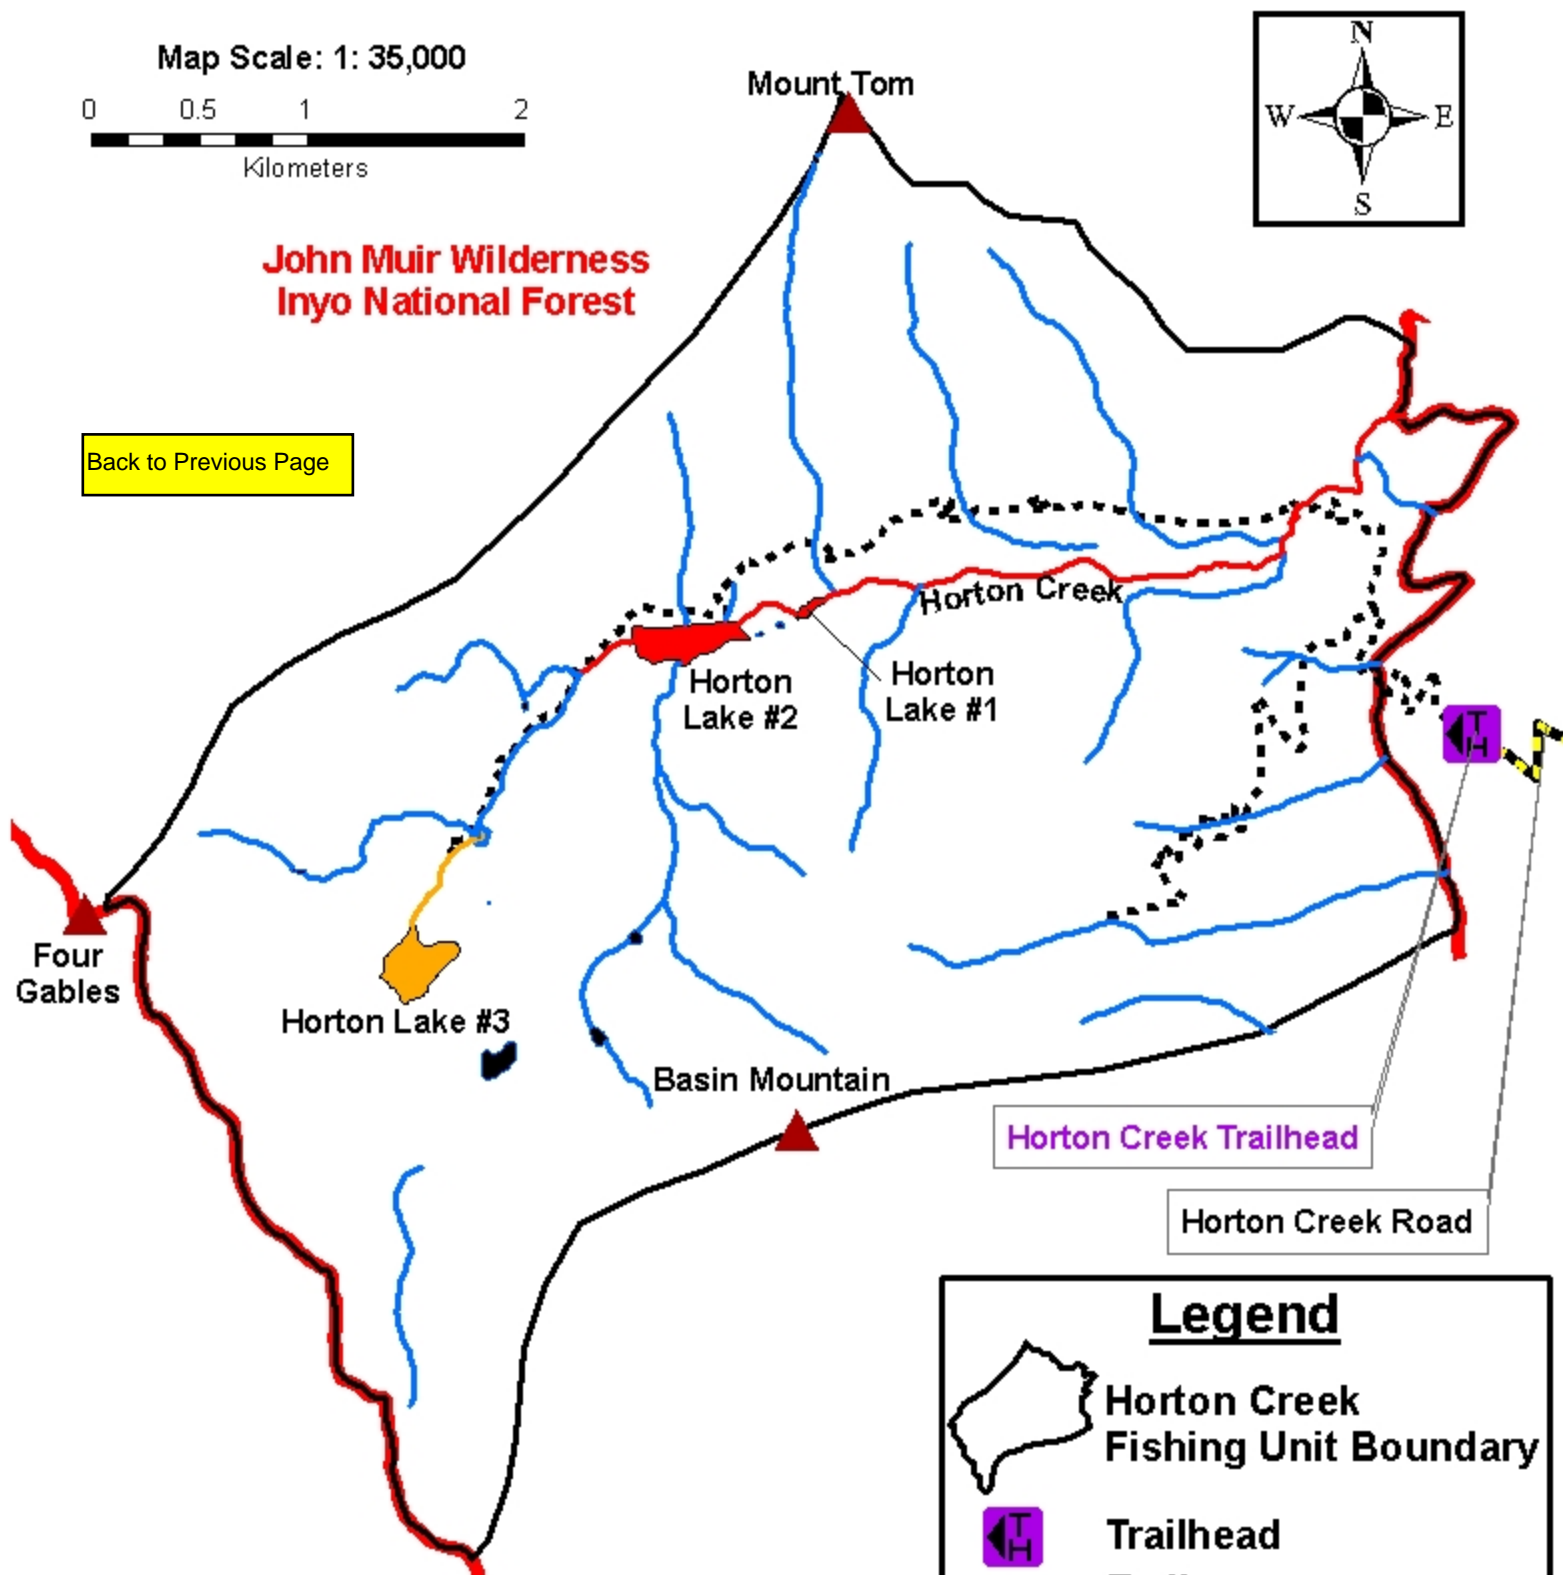 Map Scale: 1: 35,000
0 0.5 1 2
Kilometers
Mount Tom
N
W E
S
John Muir Wilderness
Inyo National Forest
Back to Previous Page
Horton Creek
Horton
Lake #2
Horton
Lake #1
TH
Four
Gables
Horton Lake #3
Basin Mountain
Horton Creek Trailhead
Horton Creek Road
Legend
Horton Creek
Fishing Unit Boundary
TH
Trailhead